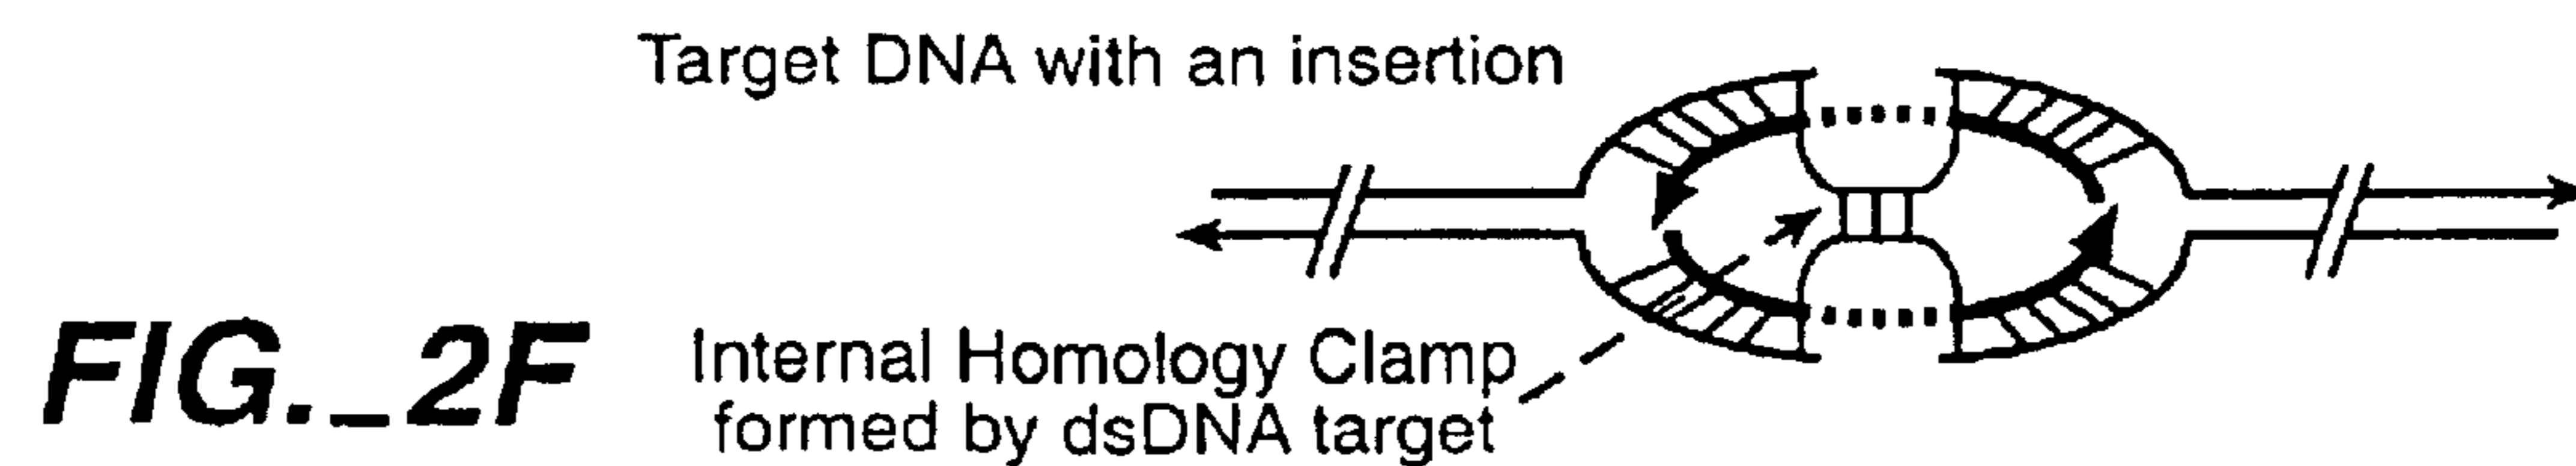 Target DNA with an insertion
FIG._2F
Internal Homology Clamp
formed by dsDNA target